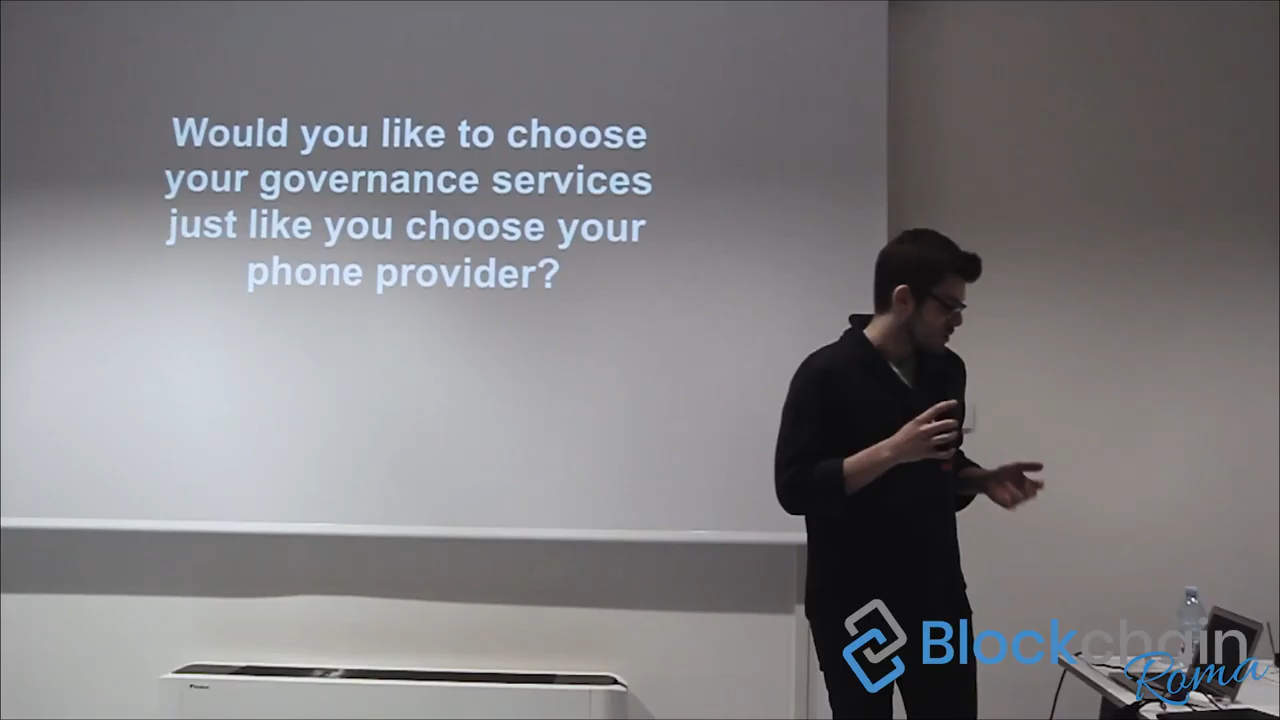 Would you like to choose
your governance services
just like you choose your
phone provider?
Blockchain
Roma